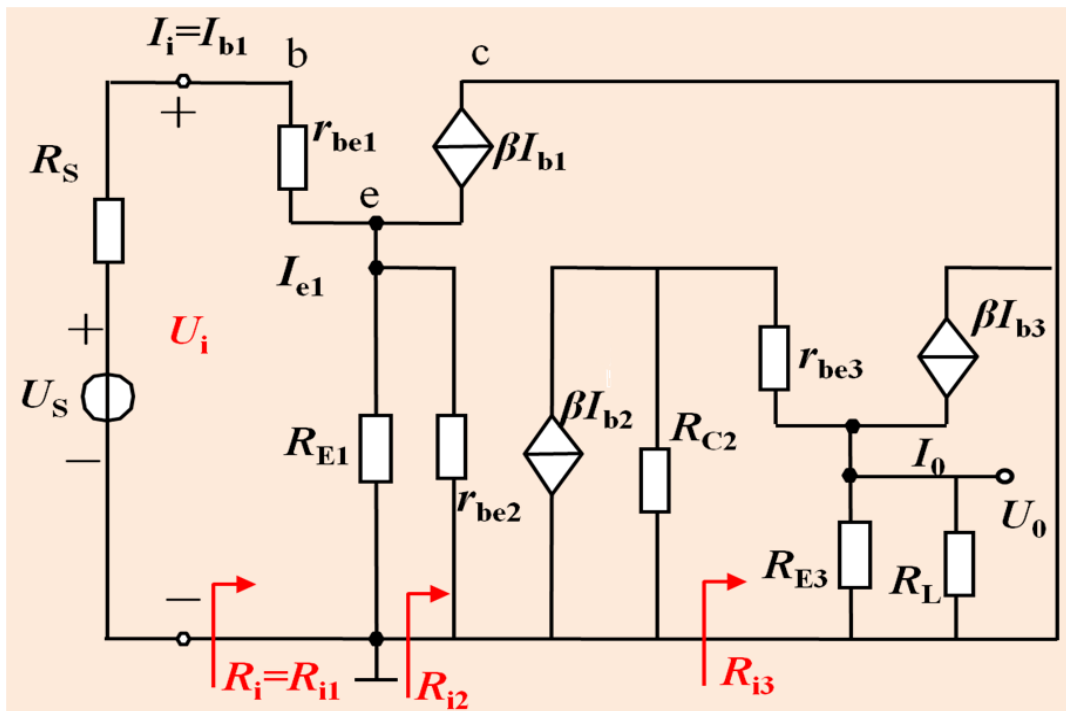 Ii=Ib1
b
c
+
rbe1
βIb1
RS
e
Ie1
+
Ui
βIb3
rbe3
US
βIb2
RC2
−
RE1
I0
rbe2
U0
RE3
RL
−
Ri=Ri1
Ri2
Ri3